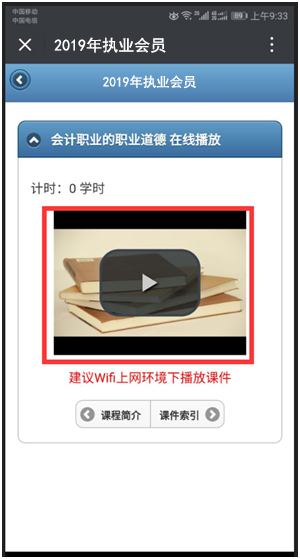 中国移动
中国电信
上午9:33
2019年执业会员
2019年执业会员
会计职业的职业道德 在线播放
计时：0 学时
建议Wifi上网环境下播放课件
课程简介 课件索引